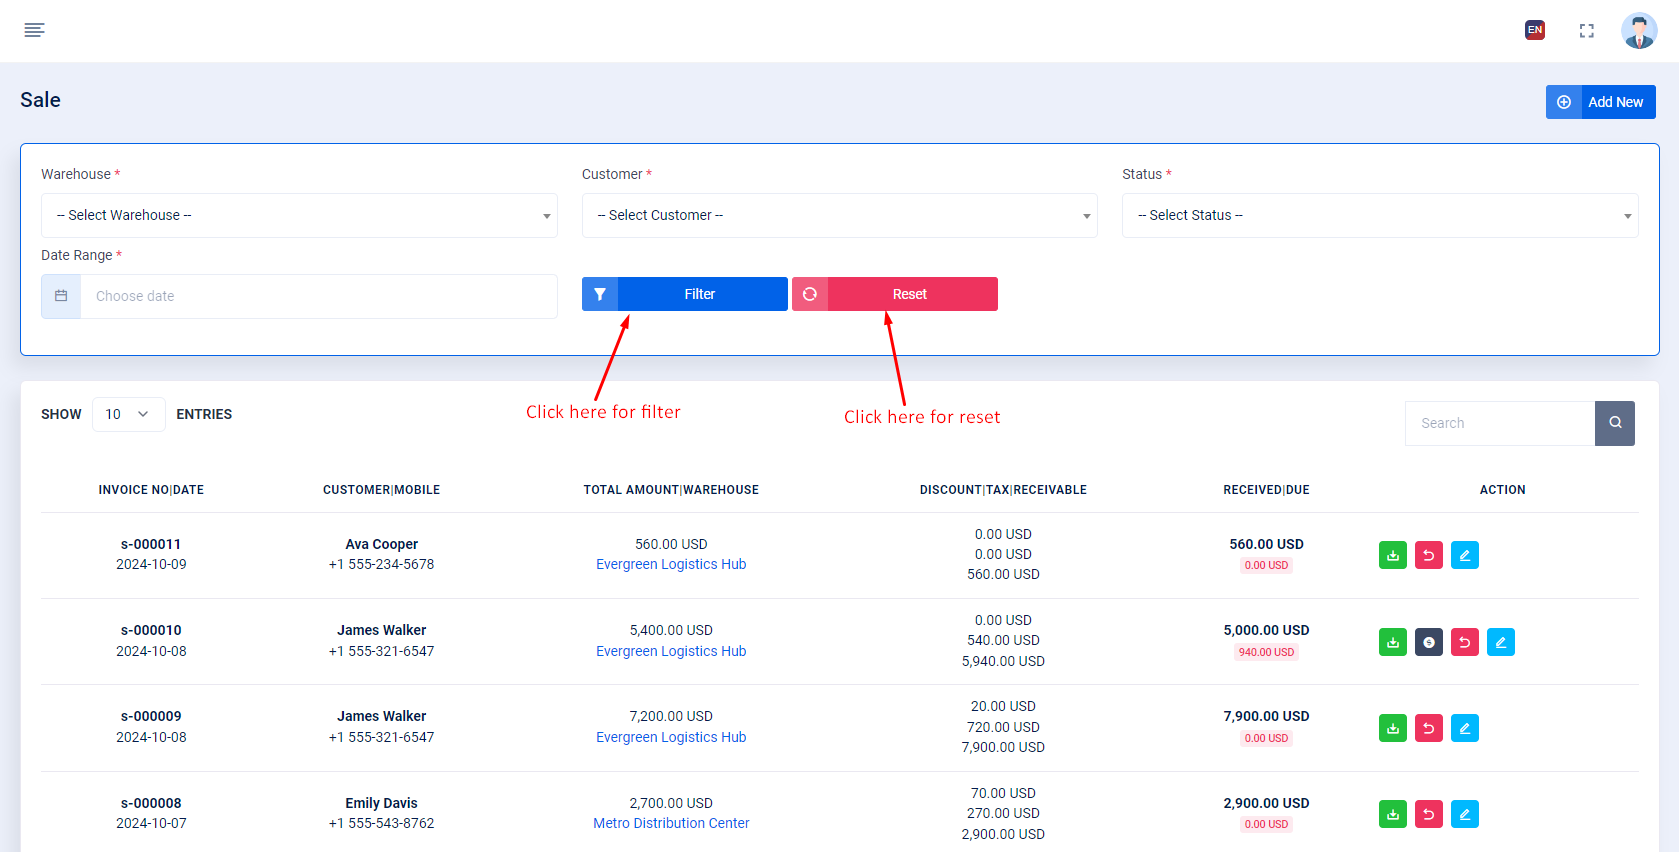 EN
Sale
Add New
Warehouse *
Customer *
Status *
-- Select Warehouse --
-- Select Customer --
-- Select Status --
Date Range *
Choose date
Filter
Reset
Click here for filter
Click here for reset
SHOW 10 ENTRIES
Search
INVOICE NO|DATE CUSTOMER|MOBILE TOTAL AMOUNT|WAREHOUSE DISCOUNT|TAX|RECEIVABLE RECEIVED|DUE ACTION
s-000011
2024-10-09
Ava Cooper
+1 555-234-5678
560.00 USD
Evergreen Logistics Hub
0.00 USD
0.00 USD
560.00 USD
560.00 USD
0.00 USD
s-000010
2024-10-08
James Walker
+1 555-321-6547
5,400.00 USD
Evergreen Logistics Hub
0.00 USD
540.00 USD
5,940.00 USD
5,000.00 USD
940.00 USD
s-000009
2024-10-08
James Walker
+1 555-321-6547
7,200.00 USD
Evergreen Logistics Hub
20.00 USD
720.00 USD
7,900.00 USD
7,900.00 USD
0.00 USD
s-000008
2024-10-07
Emily Davis
+1 555-543-8762
2,700.00 USD
Metro Distribution Center
70.00 USD
270.00 USD
2,900.00 USD
2,900.00 USD
0.00 USD